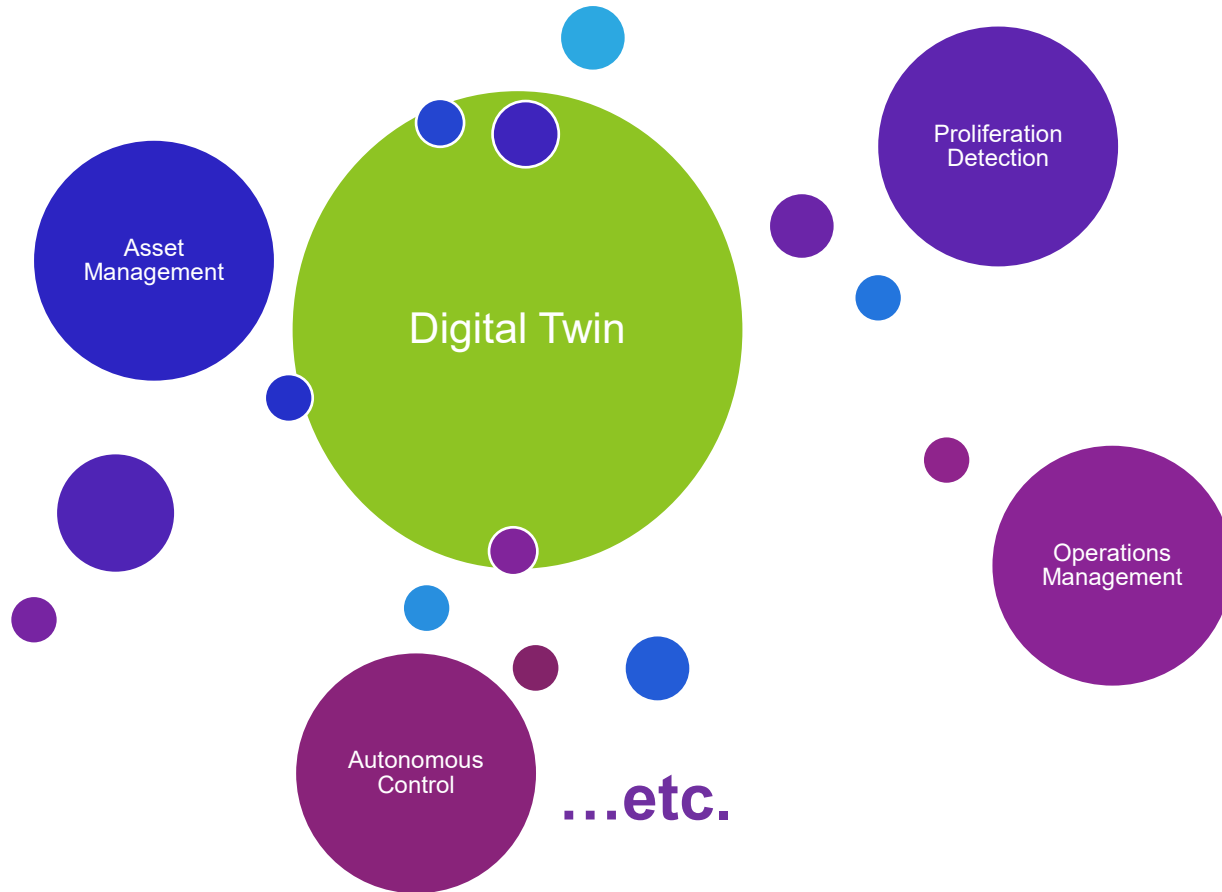 Proliferation
Detection
Asset
Management
Digital Twin
Operations
Management
Autonomous
Control
...etc.